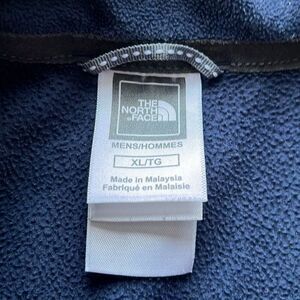 THE
NORTH
FACE
MENS/HOMMES
XL/TG
Made in Malaysia
Fabriqué en Malaisie